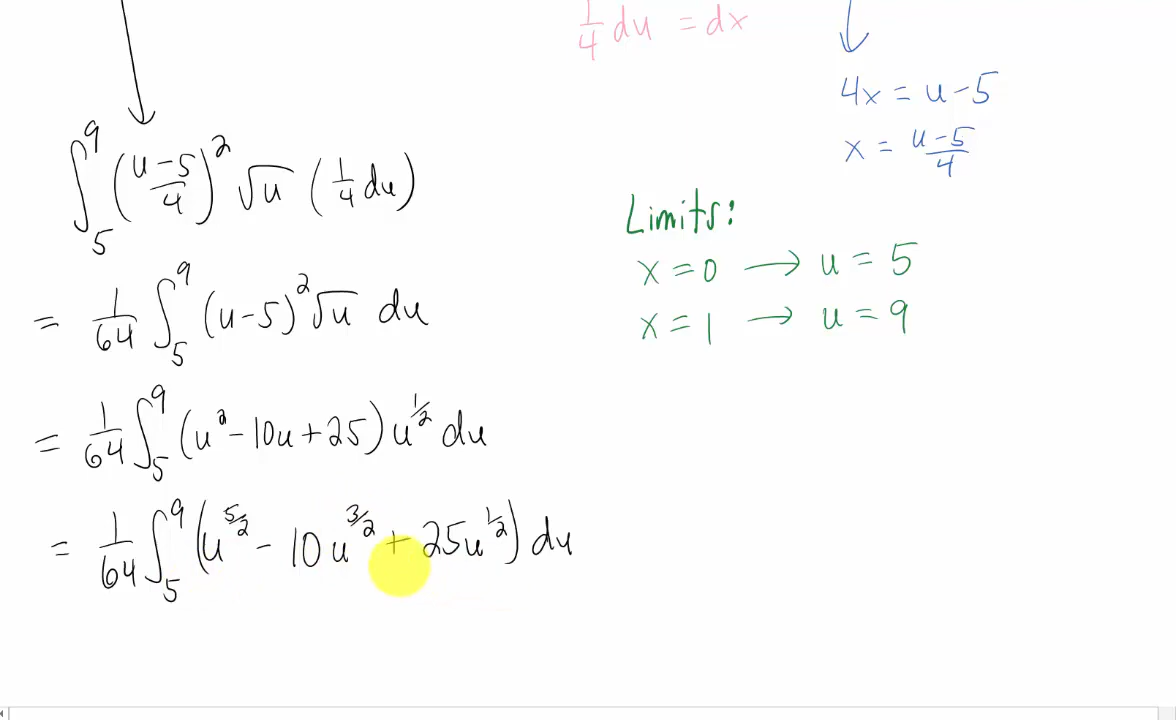 1/4 du = dx
4x = u - 5
x = (u-5)/4
∫₅⁹ ((u-5)/4)² √u (1/4 du)
Limits:
x = 0 → u = 5
x = 1 → u = 9
= 1/64 ∫₅⁹ (u-5)² √u du
= 1/64 ∫₅⁹ (u² - 10u + 25) u^(1/2) du
= 1/64 ∫₅⁹ (u^(5/2) - 10u^(3/2) + 25u^(1/2)) du